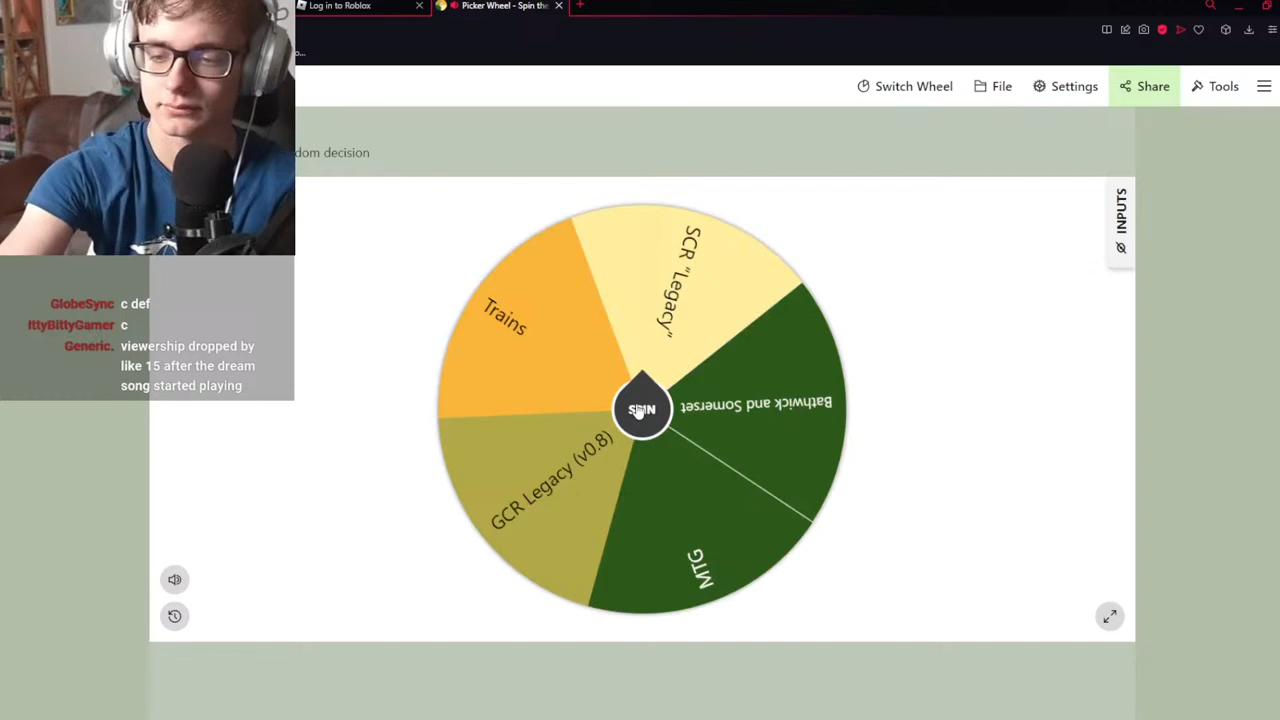 Log in to Roblox
Picker Wheel - Spin the
Switch Wheel
File
Settings
Share
Tools
dom decision
INPUTS
SCR "Legacy"
Trains
Bathwick and Somerset
SPIN
GCR Legacy (v0.8)
MTG
GlobeSync c def
IttyBittyGamer c
Generic. viewership dropped by
like 15 after the dream
song started playing